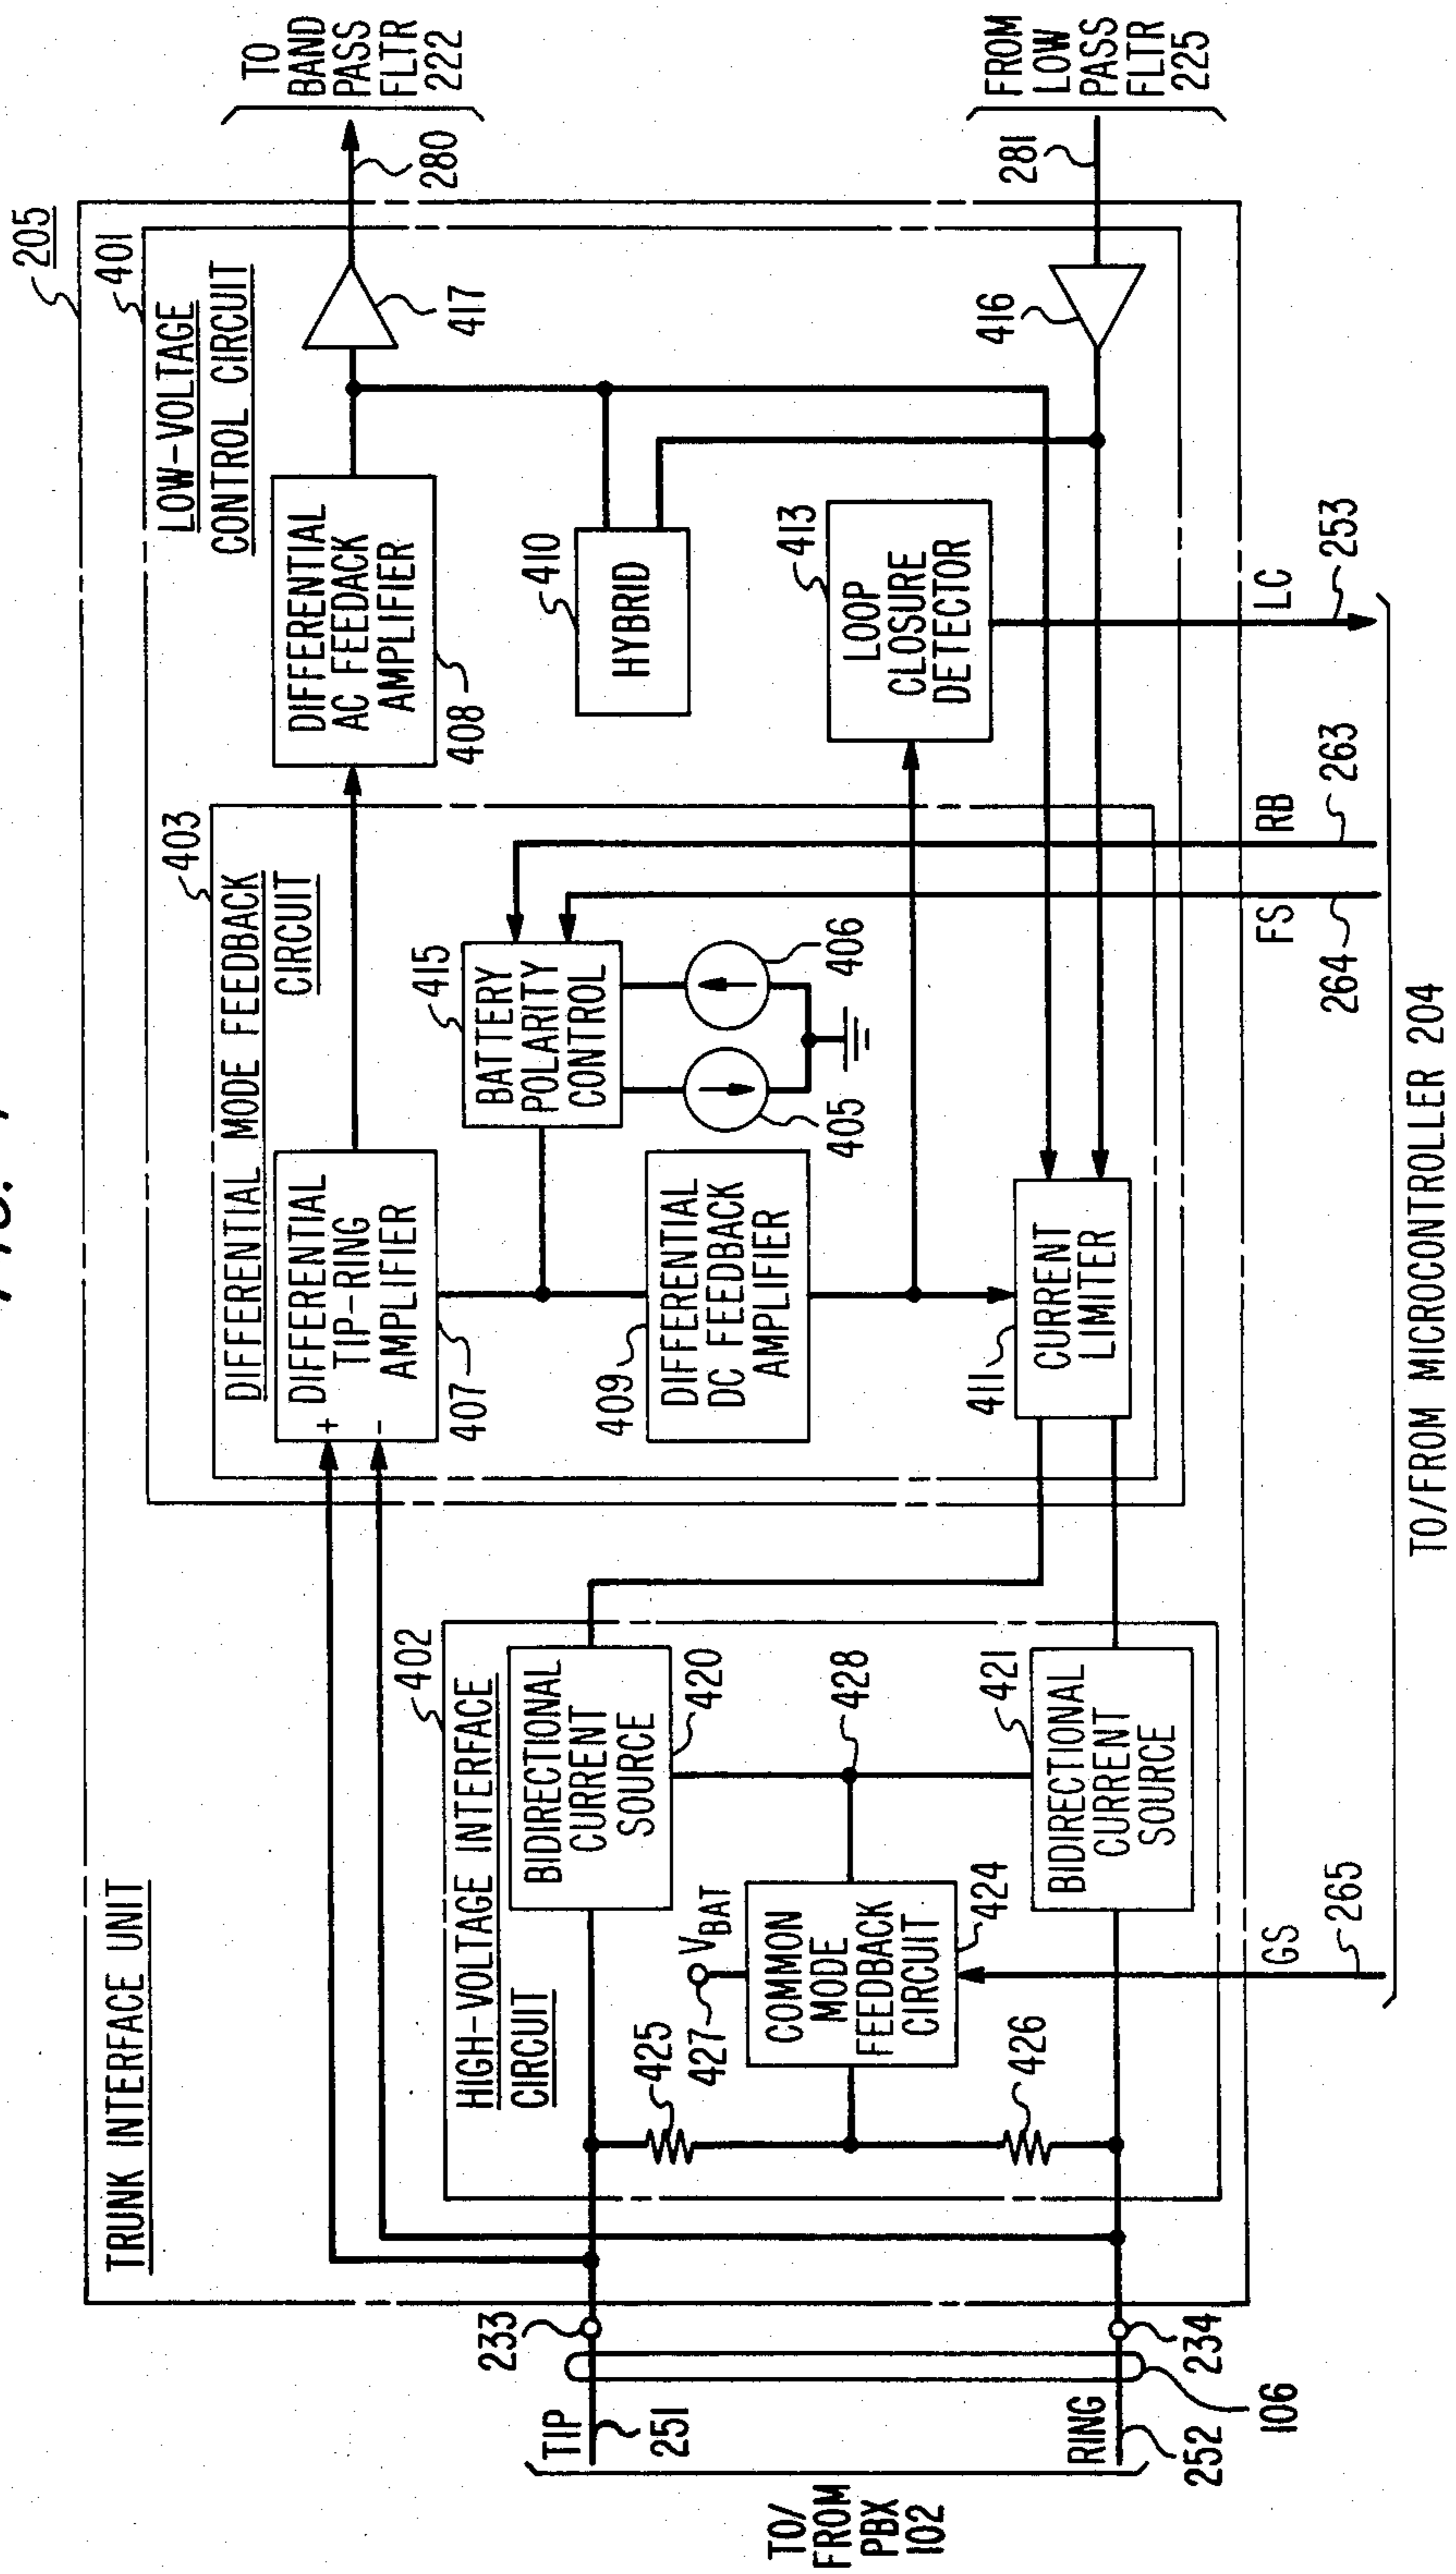 TRUNK INTERFACE UNIT
205
LOW-VOLTAGE
CONTROL CIRCUIT
401
DIFFERENTIAL MODE FEEDBACK
CIRCUIT
403
DIFFERENTIAL
TIP-RING
AMPLIFIER
+
-
407
DIFFERENTIAL
AC FEEDACK
AMPLIFIER
408
417
280
TO
BAND
PASS
FLTR
222
BATTERY
POLARITY
CONTROL
415
405
406
HYBRID
410
DIFFERENTIAL
DC FEEDBACK
AMPLIFIER
409
LOOP
CLOSURE
DETECTOR
413
CURRENT
LIMITER
411
416
281
FROM
LOW
PASS
FLTR
225
HIGH-VOLTAGE INTERFACE
CIRCUIT
402
BIDIRECTIONAL
CURRENT
SOURCE
420
428
BIDIRECTIONAL
CURRENT
SOURCE
421
VBAT
427
COMMON
MODE
FEEDBACK
CIRCUIT
424
425
426
233
234
TIP
251
RING
252
106
TO/
FROM
PBX
102
GS
265
FS
264
RB
263
LC
253
TO/FROM MICROCONTROLLER 204